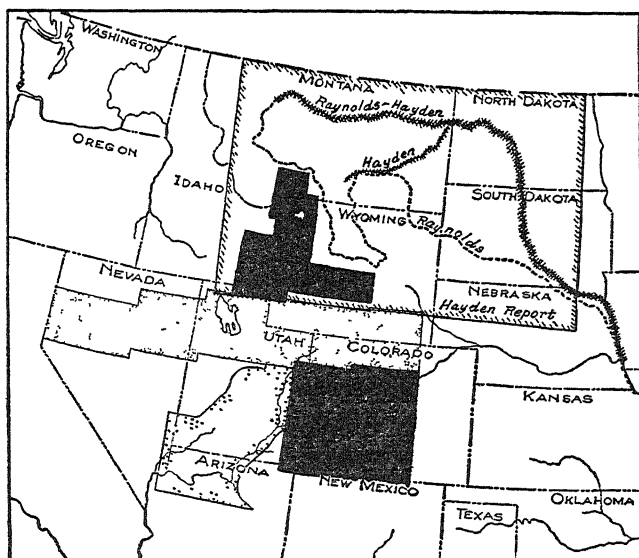 WASHINGTON
MONTANA
NORTH DAKOTA
Raynolds-Hayden
OREGON
Hayden
IDAHO
SOUTH DAKOTA
WYOMING
Raynolds
NEVADA
NEBRASKA
Hayden Report
UTAH
COLORADO
KANSAS
ARIZONA
NEW MEXICO
OKLAHOMA
TEXAS